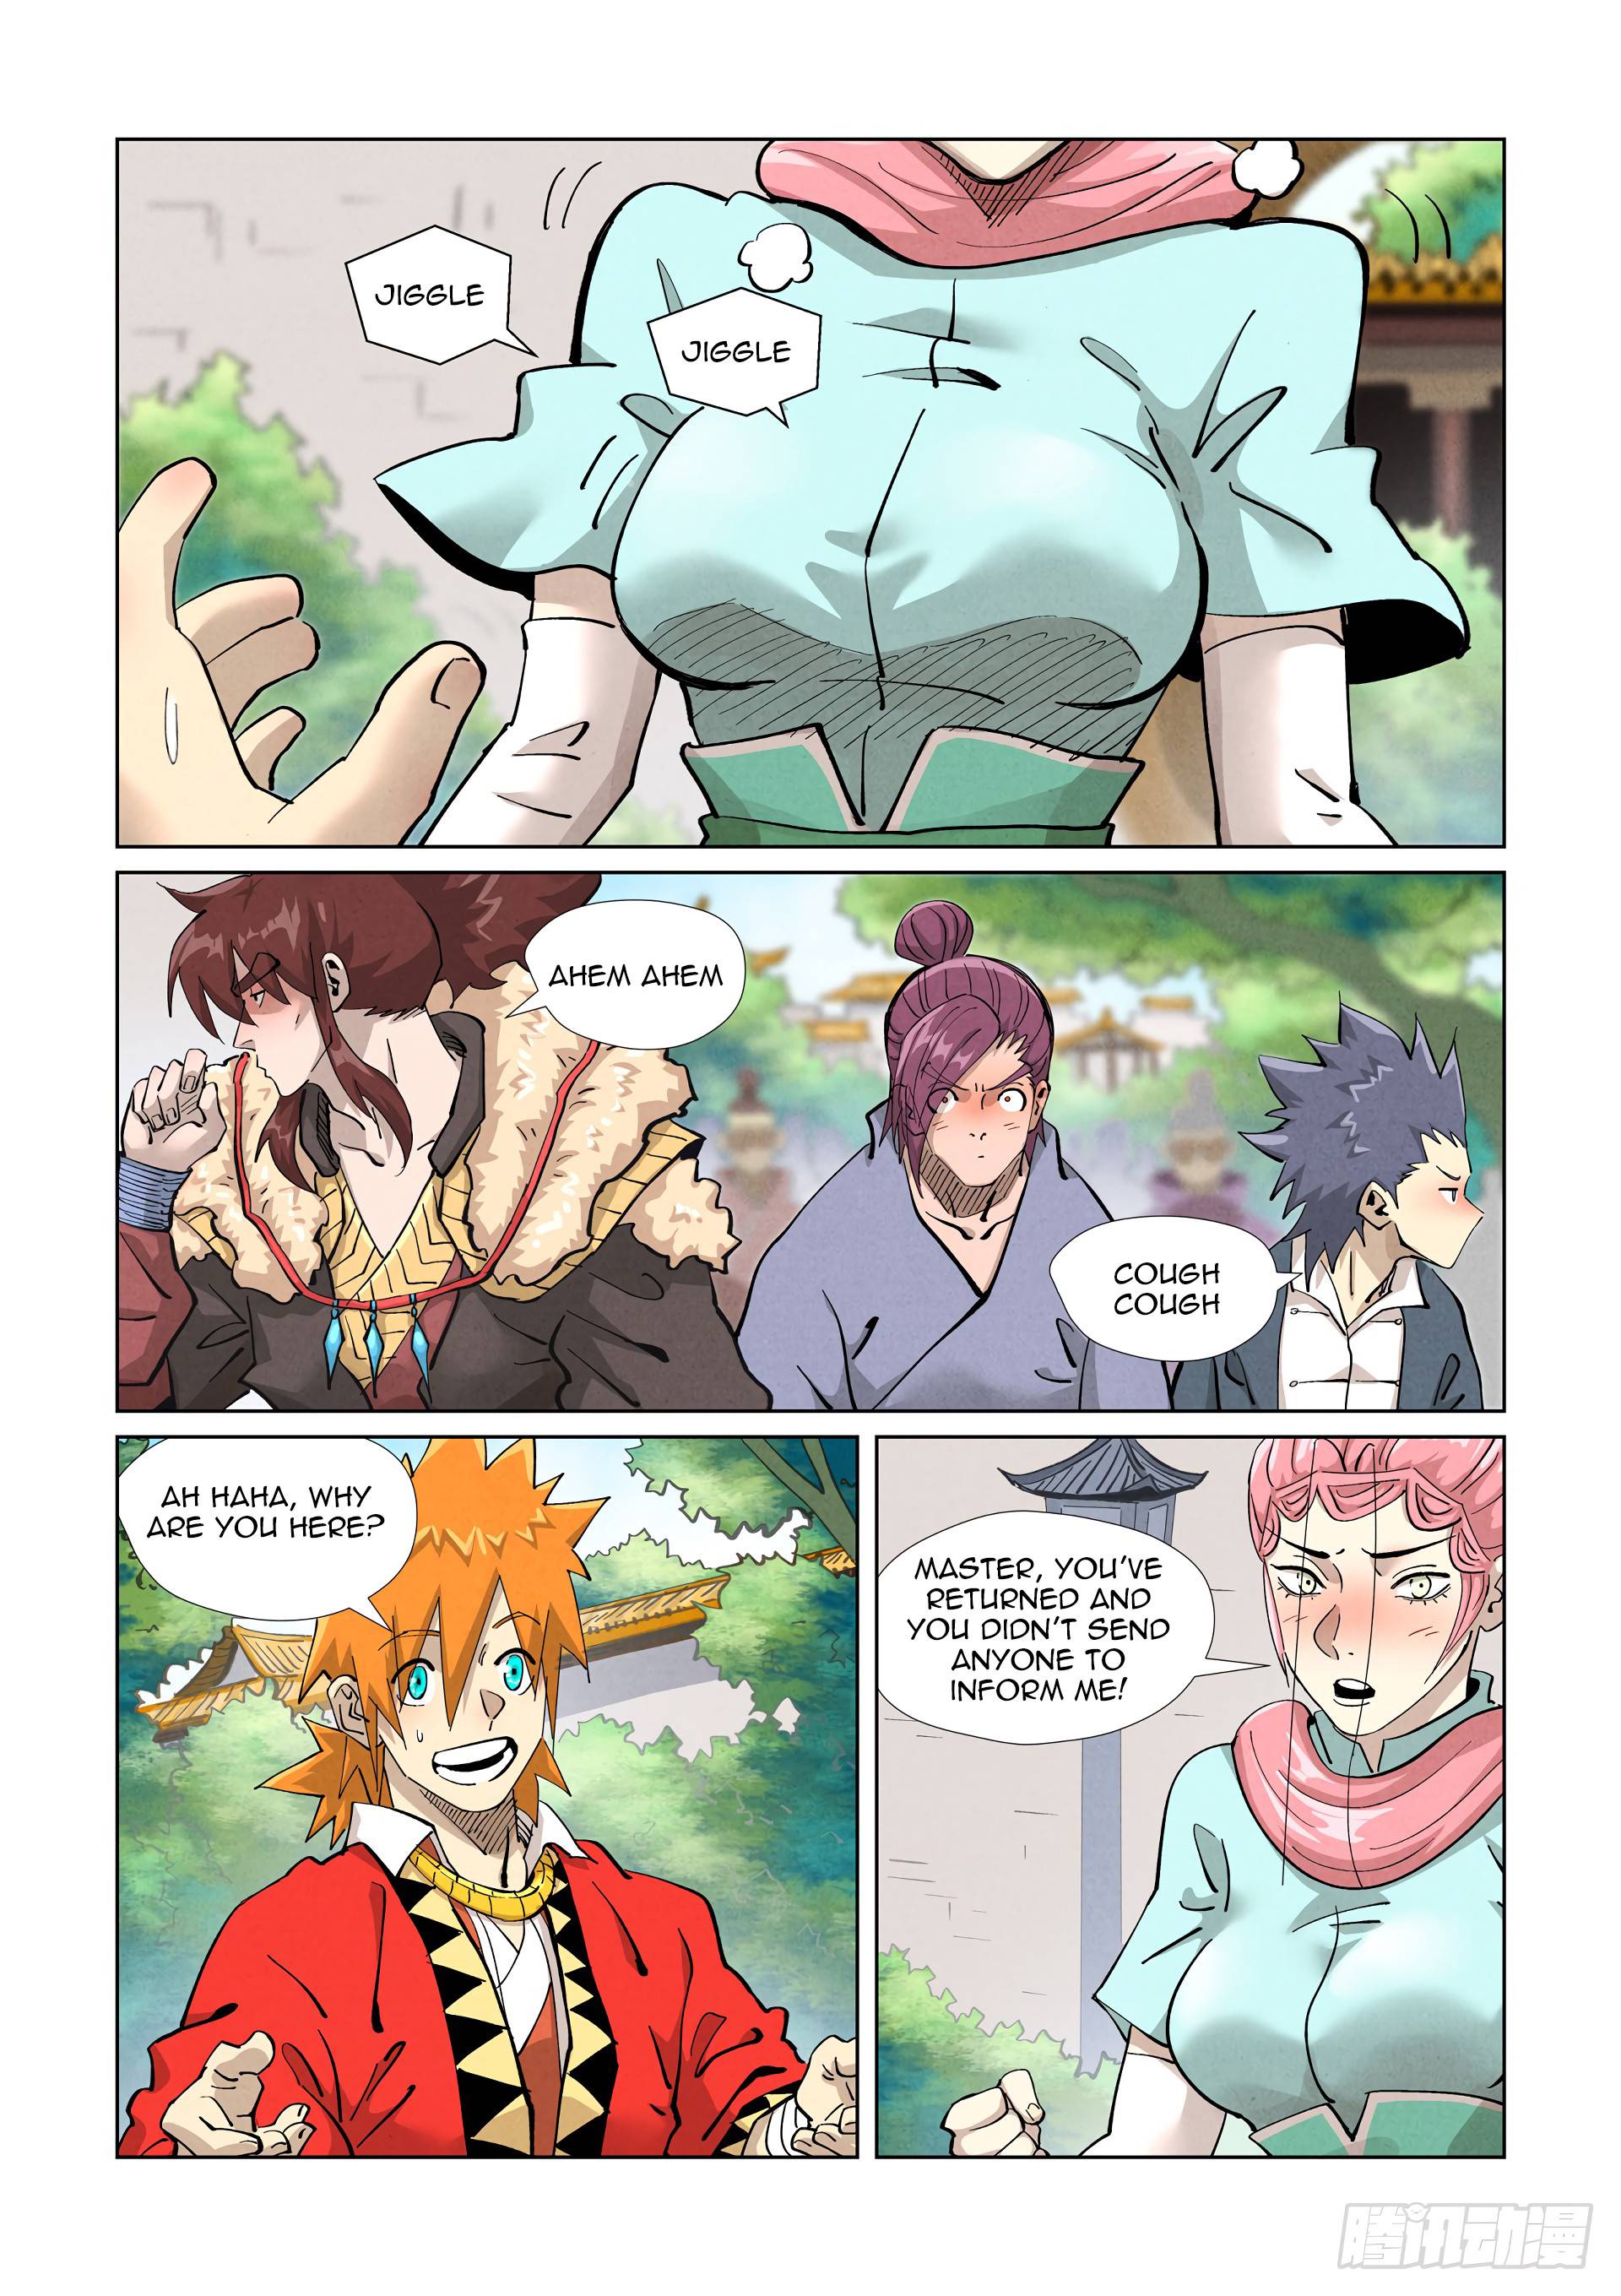 JIGGLE
JIGGLE
AHEM AHEM
COUGH
COUGH
AH HAHA, WHY
ARE YOU HERE?
MASTER, YOU'VE
RETURNED AND
YOU DIDN'T SEND
ANYONE TO
INFORM ME!
腾讯动漫